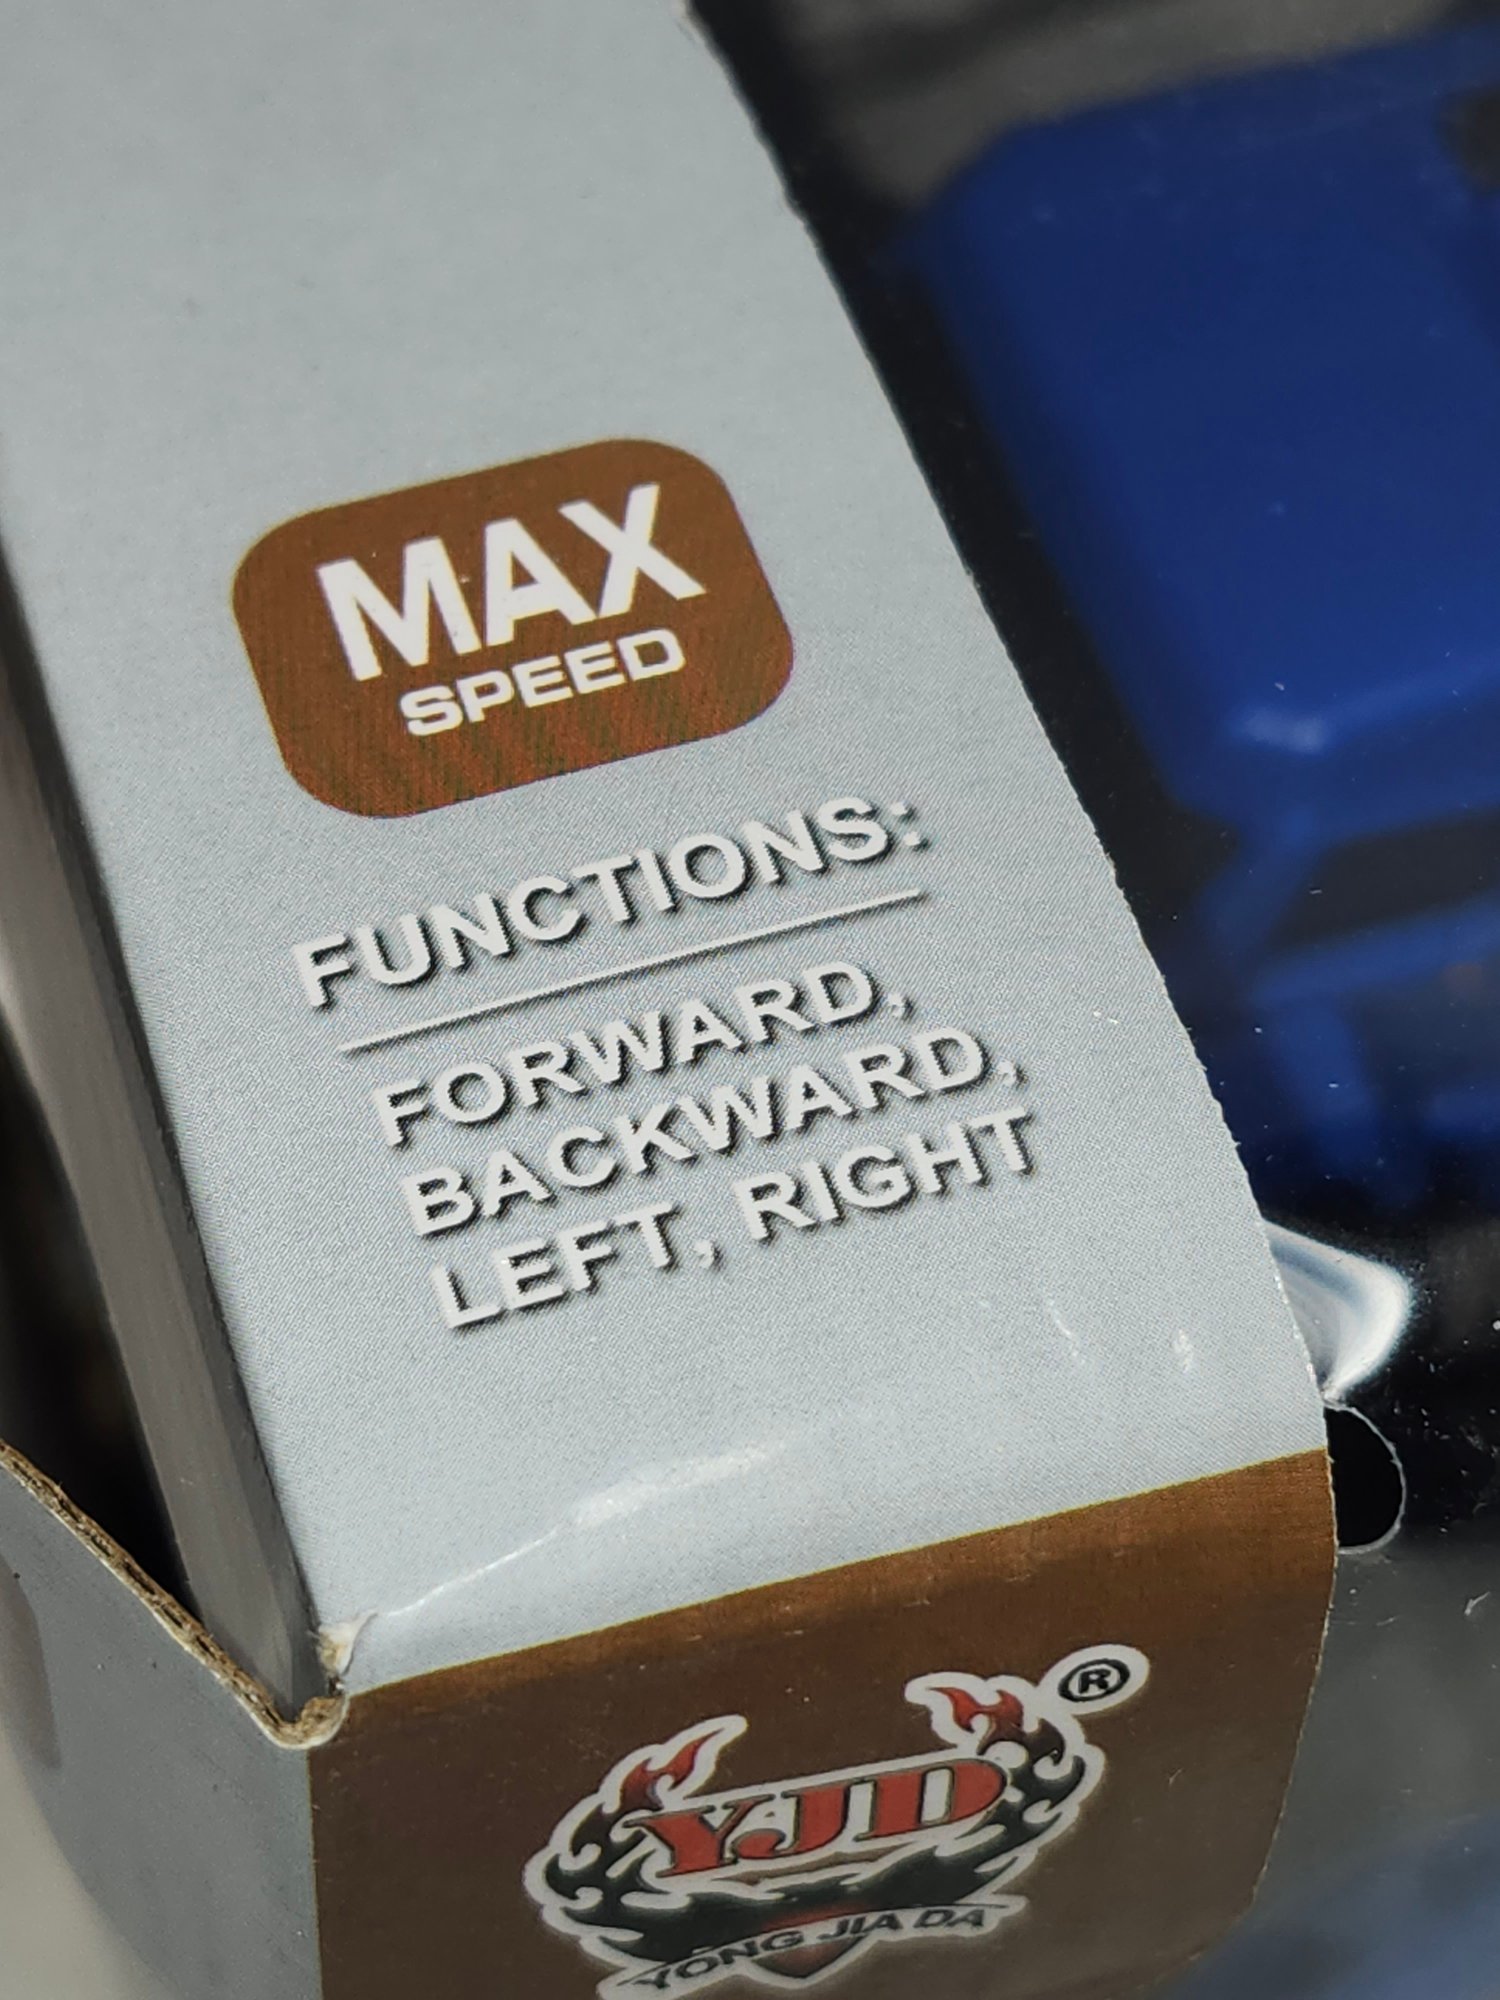 MAX
SPEED
FUNCTIONS:
FORWARD,
BACKWARD,
LEFT, RIGHT
®
YJD
YONG JIA DA